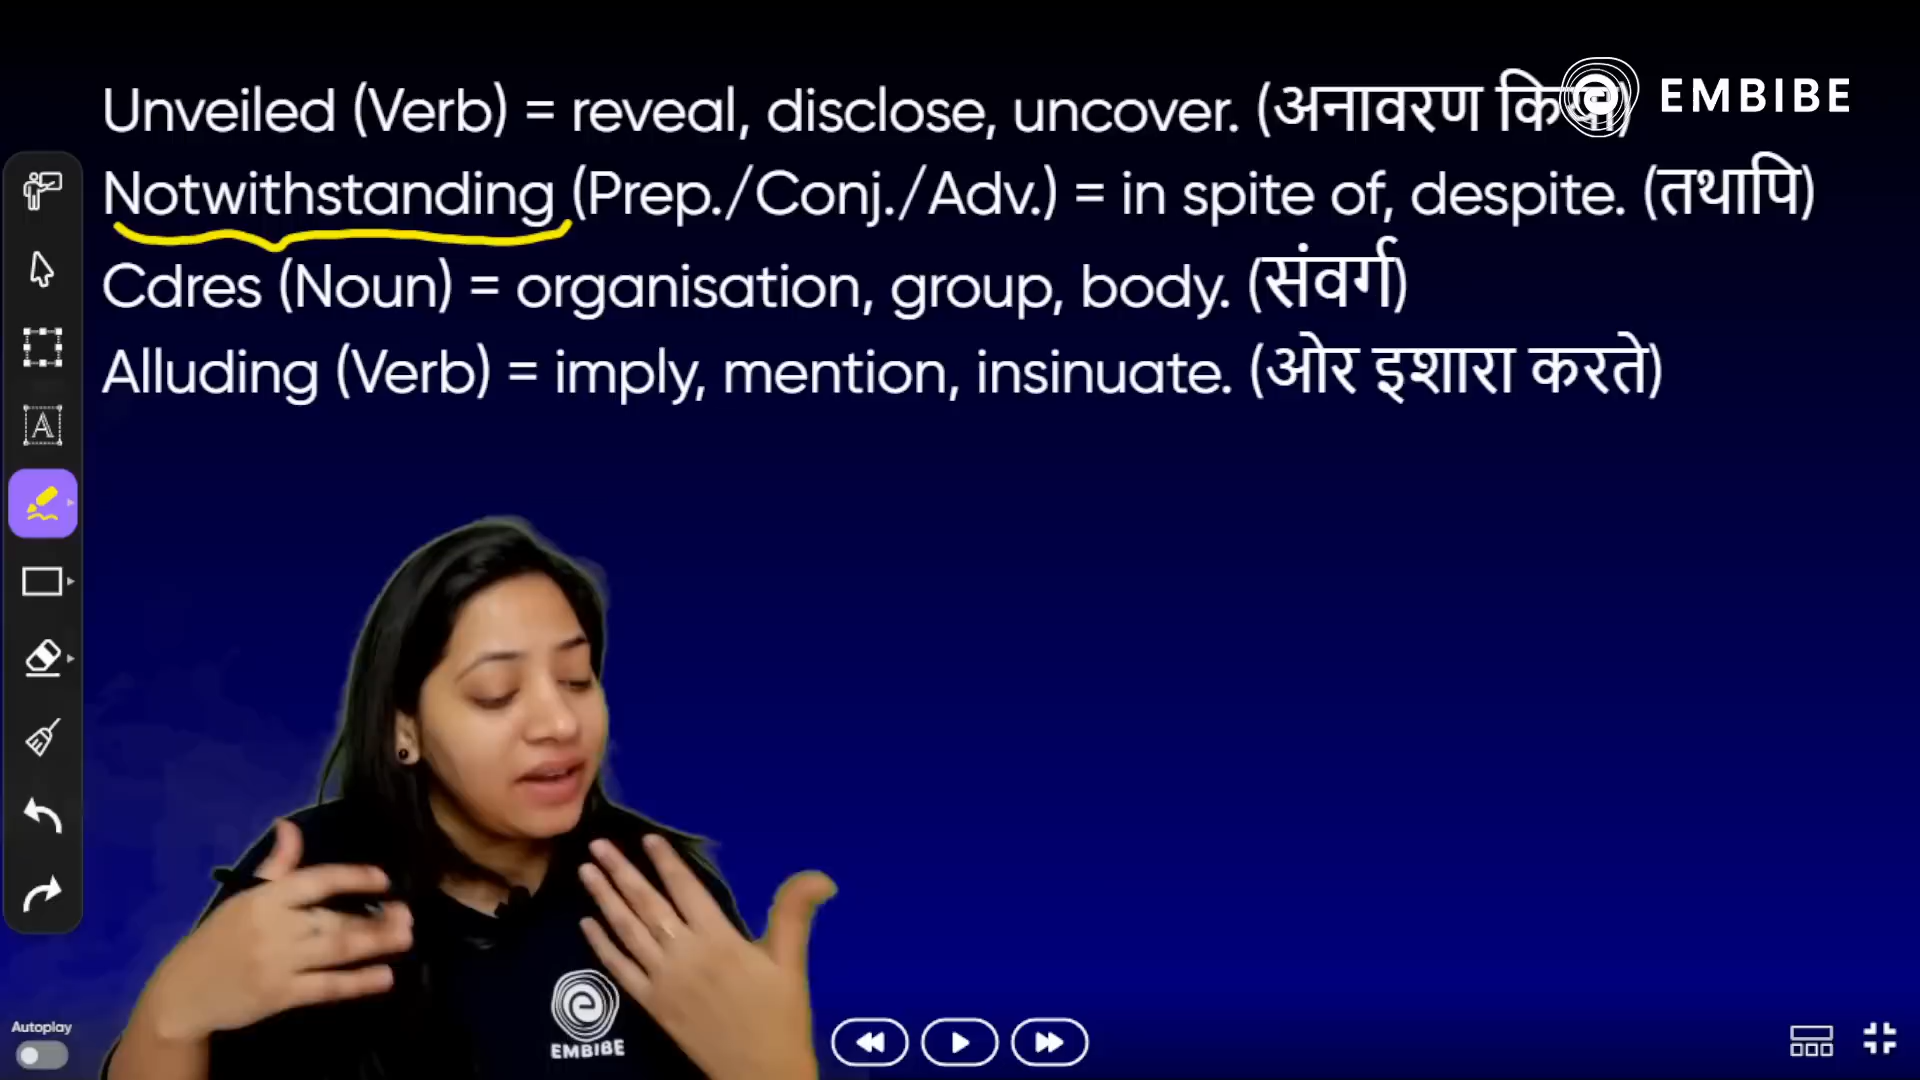 Unveiled (Verb) = reveal, disclose, uncover. (अनावरण
EMBIBE
Notwithstanding (Prep./Conj./Adv.) = in spite of, despite. (तथापि)
Cdres (Noun) = organisation, group, body. (संवर्ग)
Alluding (Verb) = imply, mention, insinuate. (ओर इशारा करते)
A
EMBIBE
Autoplay